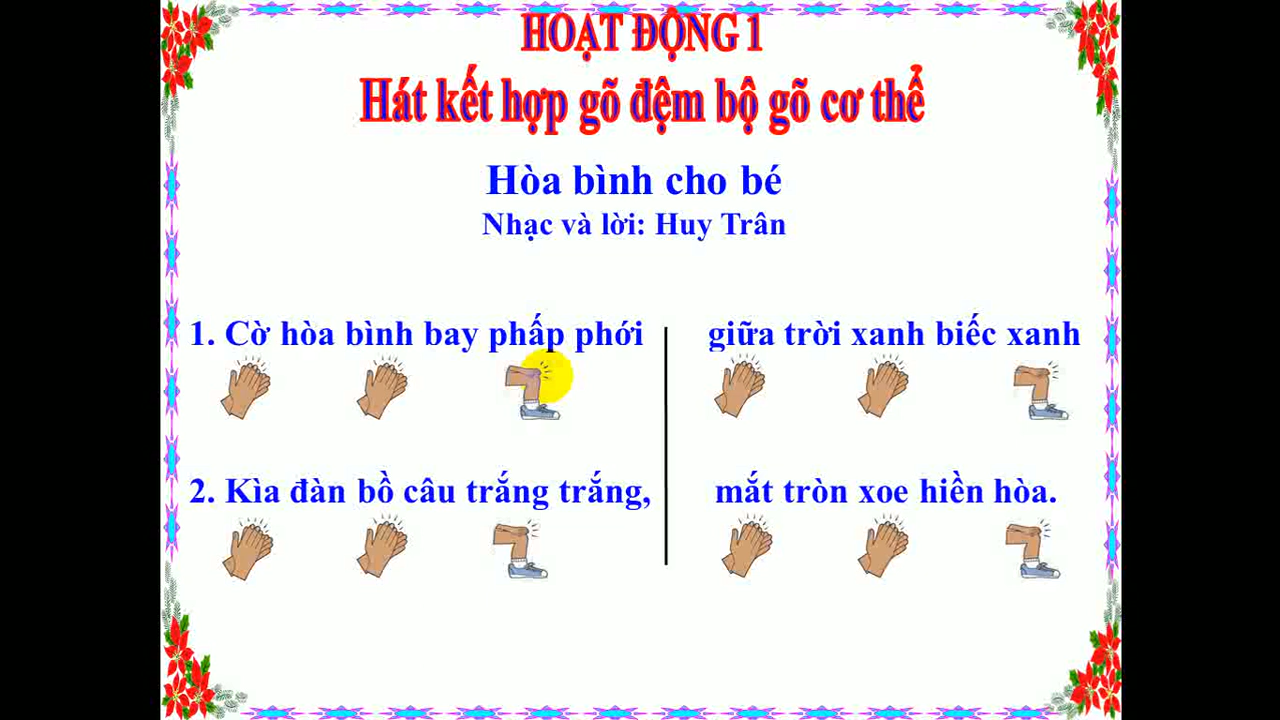 HOẠT ĐỘNG 1
Hát kết hợp gõ đệm bộ gõ cơ thể
Hòa bình cho bé
Nhạc và lời: Huy Trân
1. Cờ hòa bình bay phấp phới giữa trời xanh biếc xanh
2. Kìa đàn bồ câu trắng trắng, mắt tròn xoe hiền hòa.